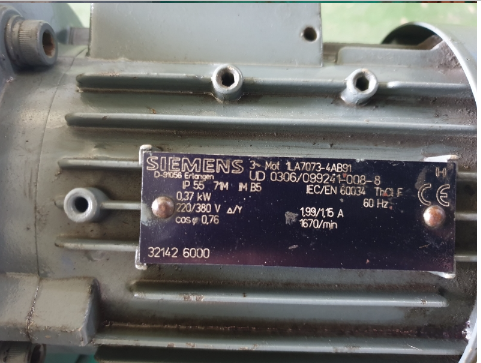 SIEMENS 3~ Mot 1LA7073-4AB91 (H)
D-91056 Erlangen UD 0306/099241-008-8
IP 55 71M IM B5 IEC/EN 60034 Th.Cl.F
0,37 kW 60 Hz
220/380 V Δ/Y 1,99/1,15 A
cosφ 0,76 1670/min
CE
32142 6000